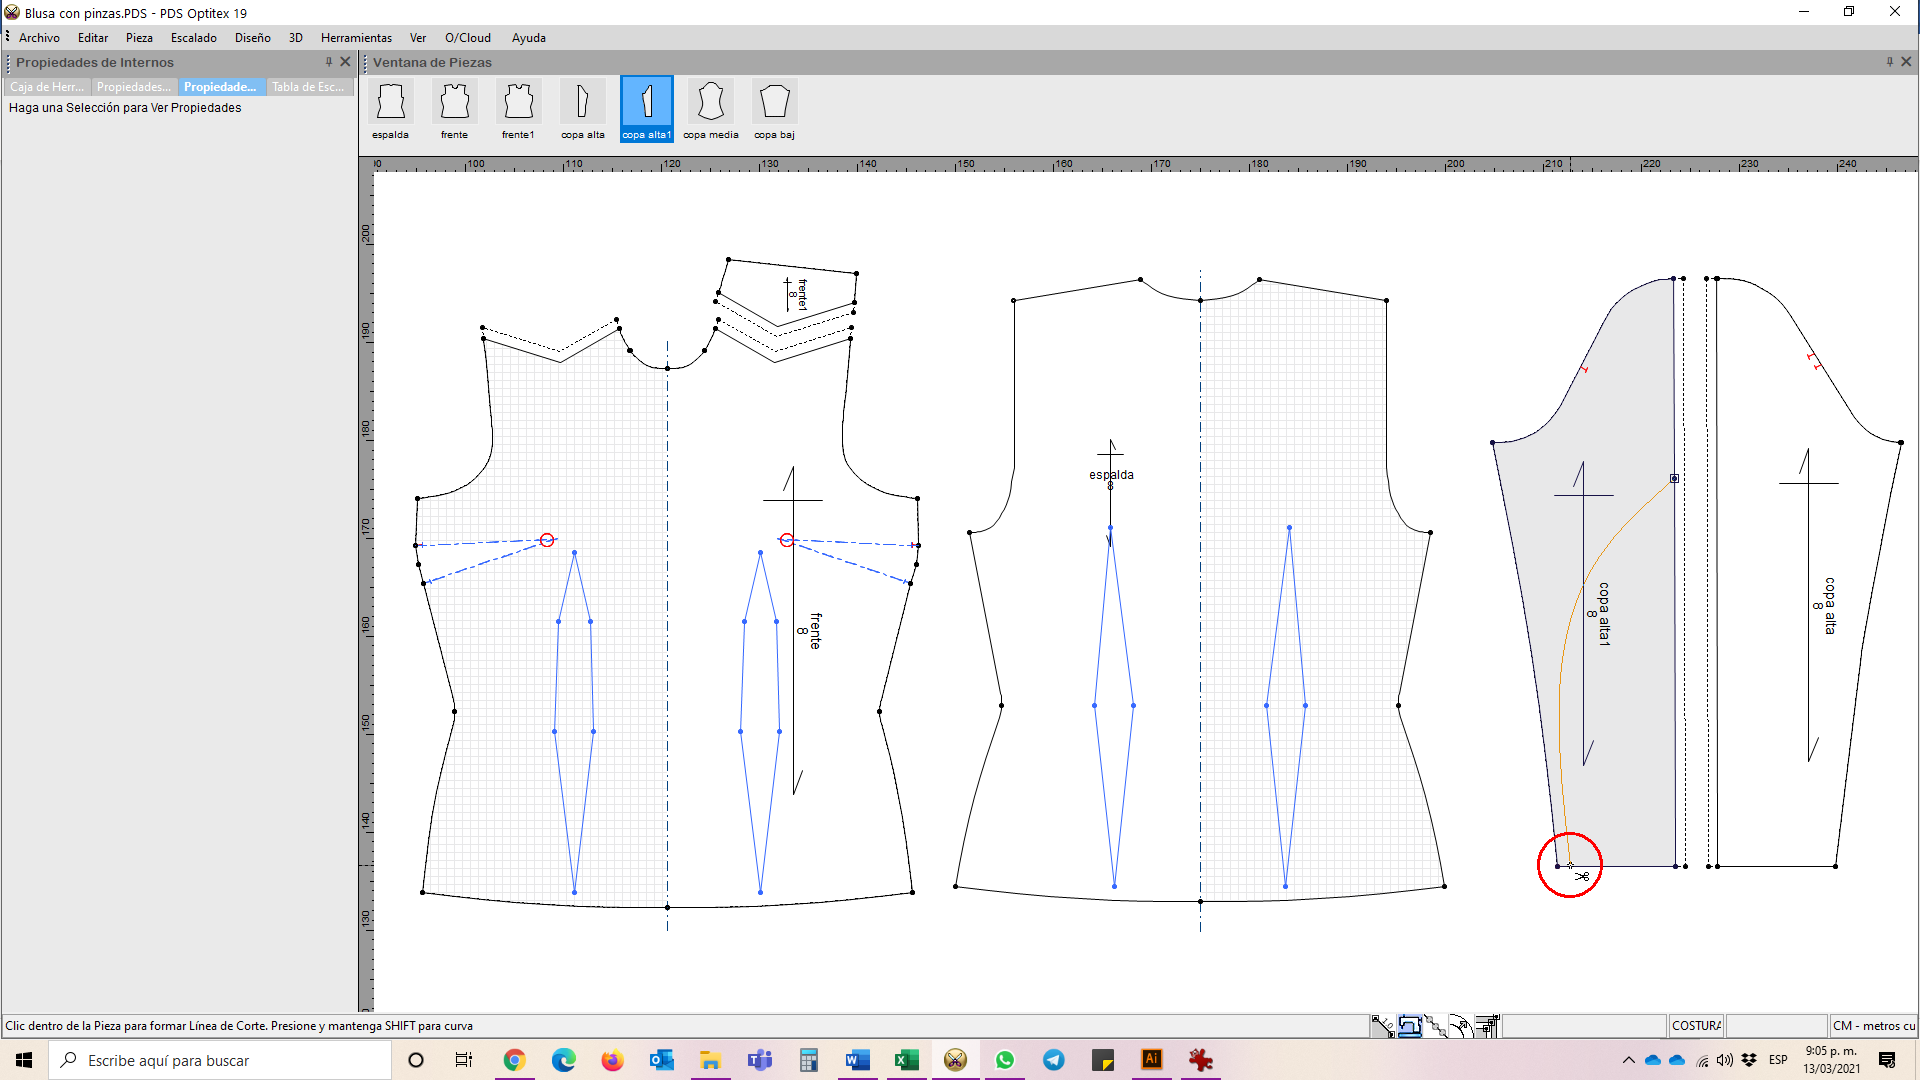 Blusa con pinzas.PDS - PDS Optitex 19
Archivo Editar Pieza Escalado Diseño 3D Herramientas Ver O/Cloud Ayuda
Propiedades de Internos
Ventana de Piezas
Caja de Herr... Propiedades... Propiedade... Tabla de Esc...
Haga una Selección para Ver Propiedades
espalda frente frente1 copa alta copa alta1 copa media copa baj
100 110 120 130 140 150 160 170 180 190 200 210 220 230 240
200
190
180
170
160
150
140
130
frente1
8
frente
8
espalda
8
copa alta1
8
copa alta
8
Clic dentro de la Pieza para formar Línea de Corte. Presione y mantenga SHIFT para curva
COSTURA
CM - metros cu
Escribe aquí para buscar
ESP
9:05 p. m.
13/03/2021